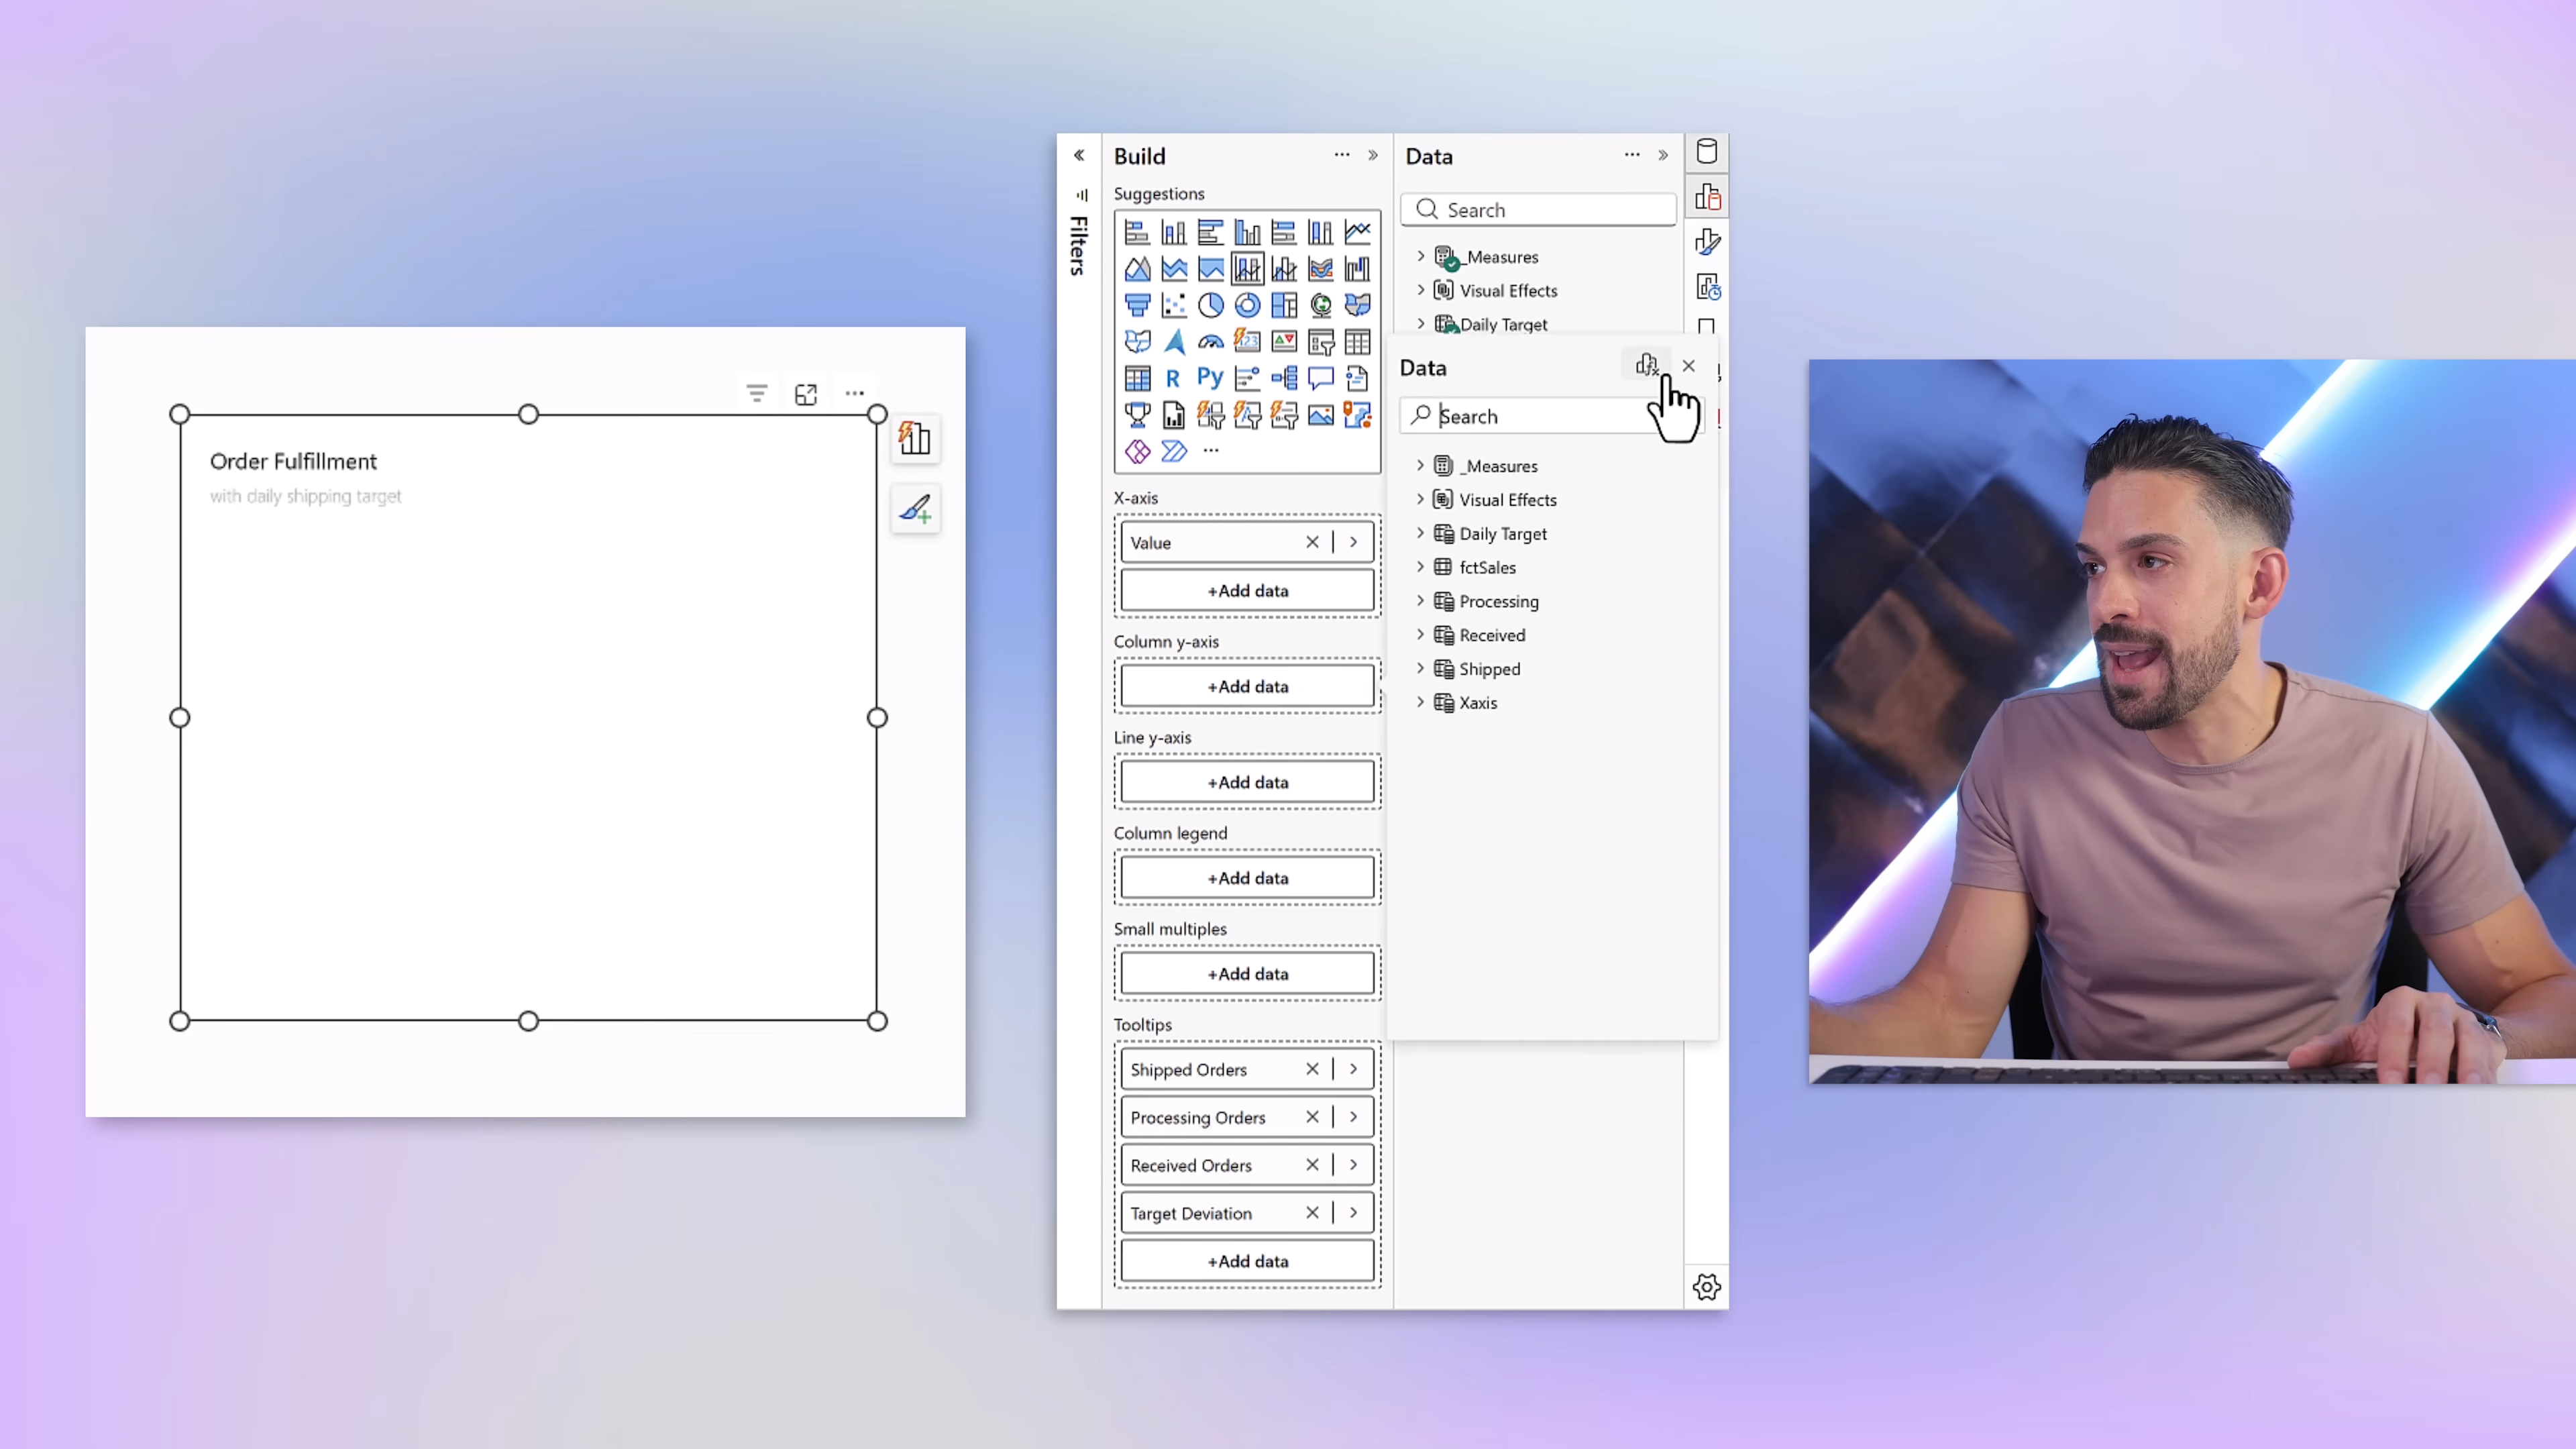 Order Fulfillment
with daily shipping target
Filters
Build
Suggestions
123
R
Py
X-axis
Value
+Add data
Column y-axis
+Add data
Line y-axis
+Add data
Column legend
+Add data
Small multiples
+Add data
Tooltips
Shipped Orders
Processing Orders
Received Orders
Target Deviation
+Add data
Data
Search
_Measures
Visual Effects
Daily Target
Data
Search
_Measures
Visual Effects
Daily Target
fctSales
Processing
Received
Shipped
Xaxis